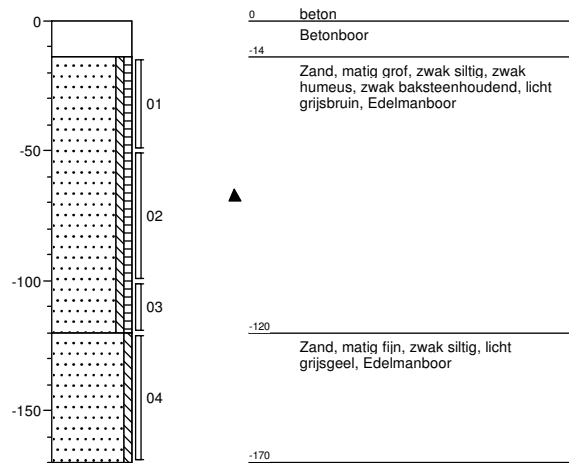 0
-50
-100
-150
01
02
03
04
0 beton
Betonboor
-14
Zand, matig grof, zwak siltig, zwak
humeus, zwak baksteenhoudend, licht
grijsbruin, Edelmanboor
-120
Zand, matig fijn, zwak siltig, licht
grijsgeel, Edelmanboor
-170